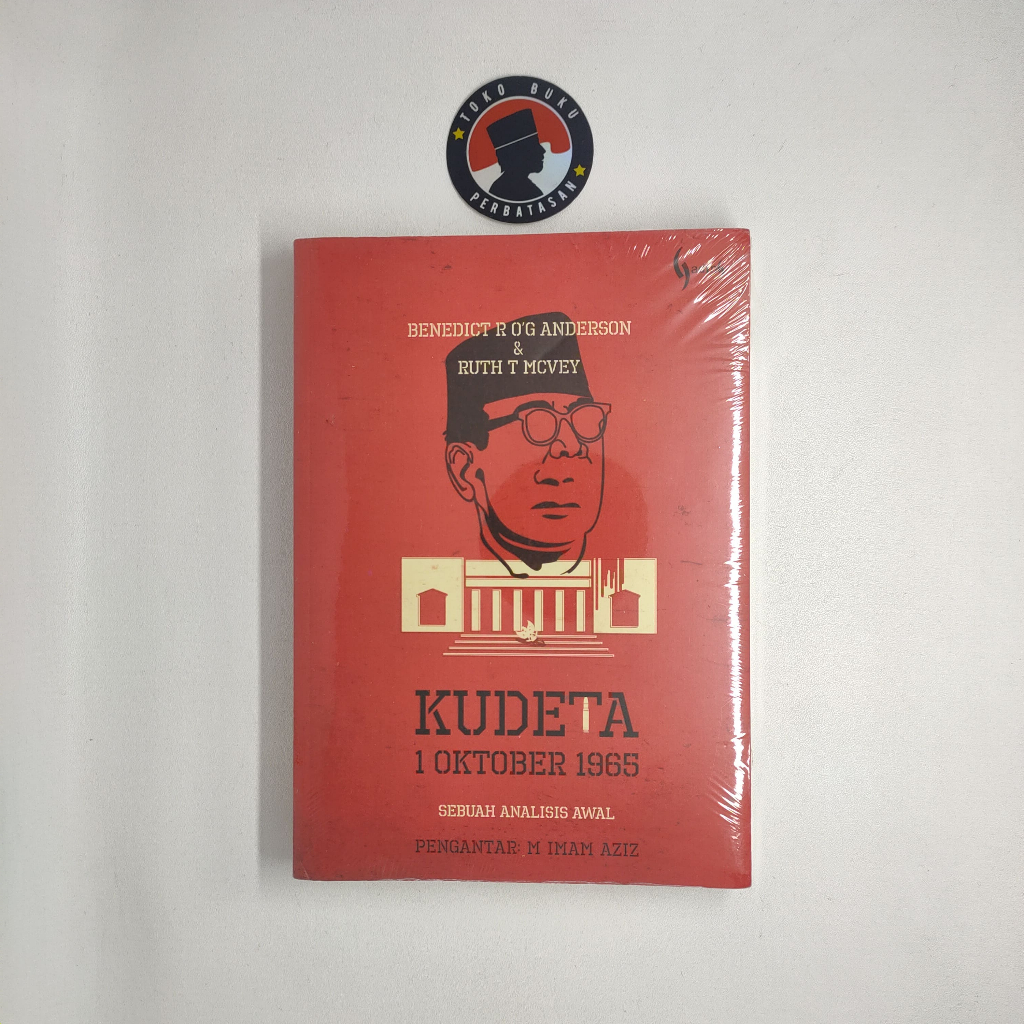 TOKO BUKU
PERBATASAN
BENEDICT R O'G ANDERSON
&
RUTH T MCVEY
KUDETA
1 OKTOBER 1965
SEBUAH ANALISIS AWAL
PENGANTAR: M IMAM AZIZ